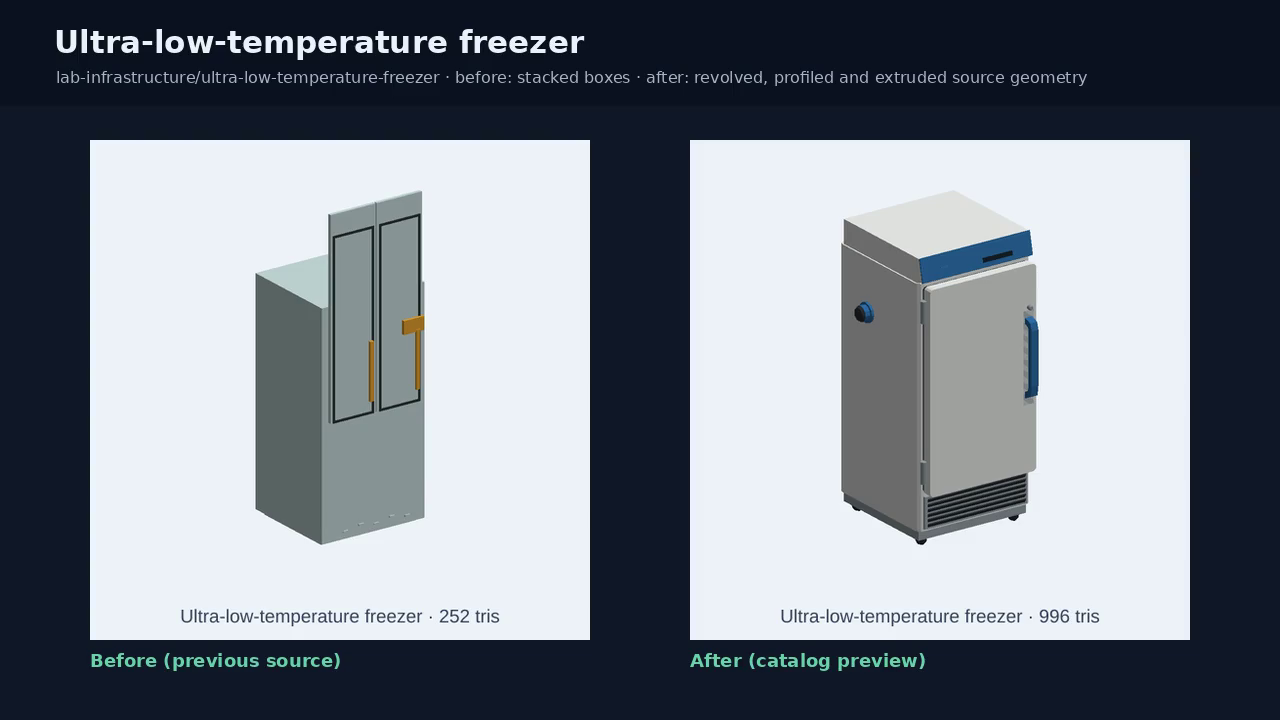 Ultra-low-temperature freezer
lab-infrastructure/ultra-low-temperature-freezer · before: stacked boxes · after: revolved, profiled and extruded source geometry
Ultra-low-temperature freezer · 252 tris
Ultra-low-temperature freezer · 996 tris
Before (previous source)
After (catalog preview)